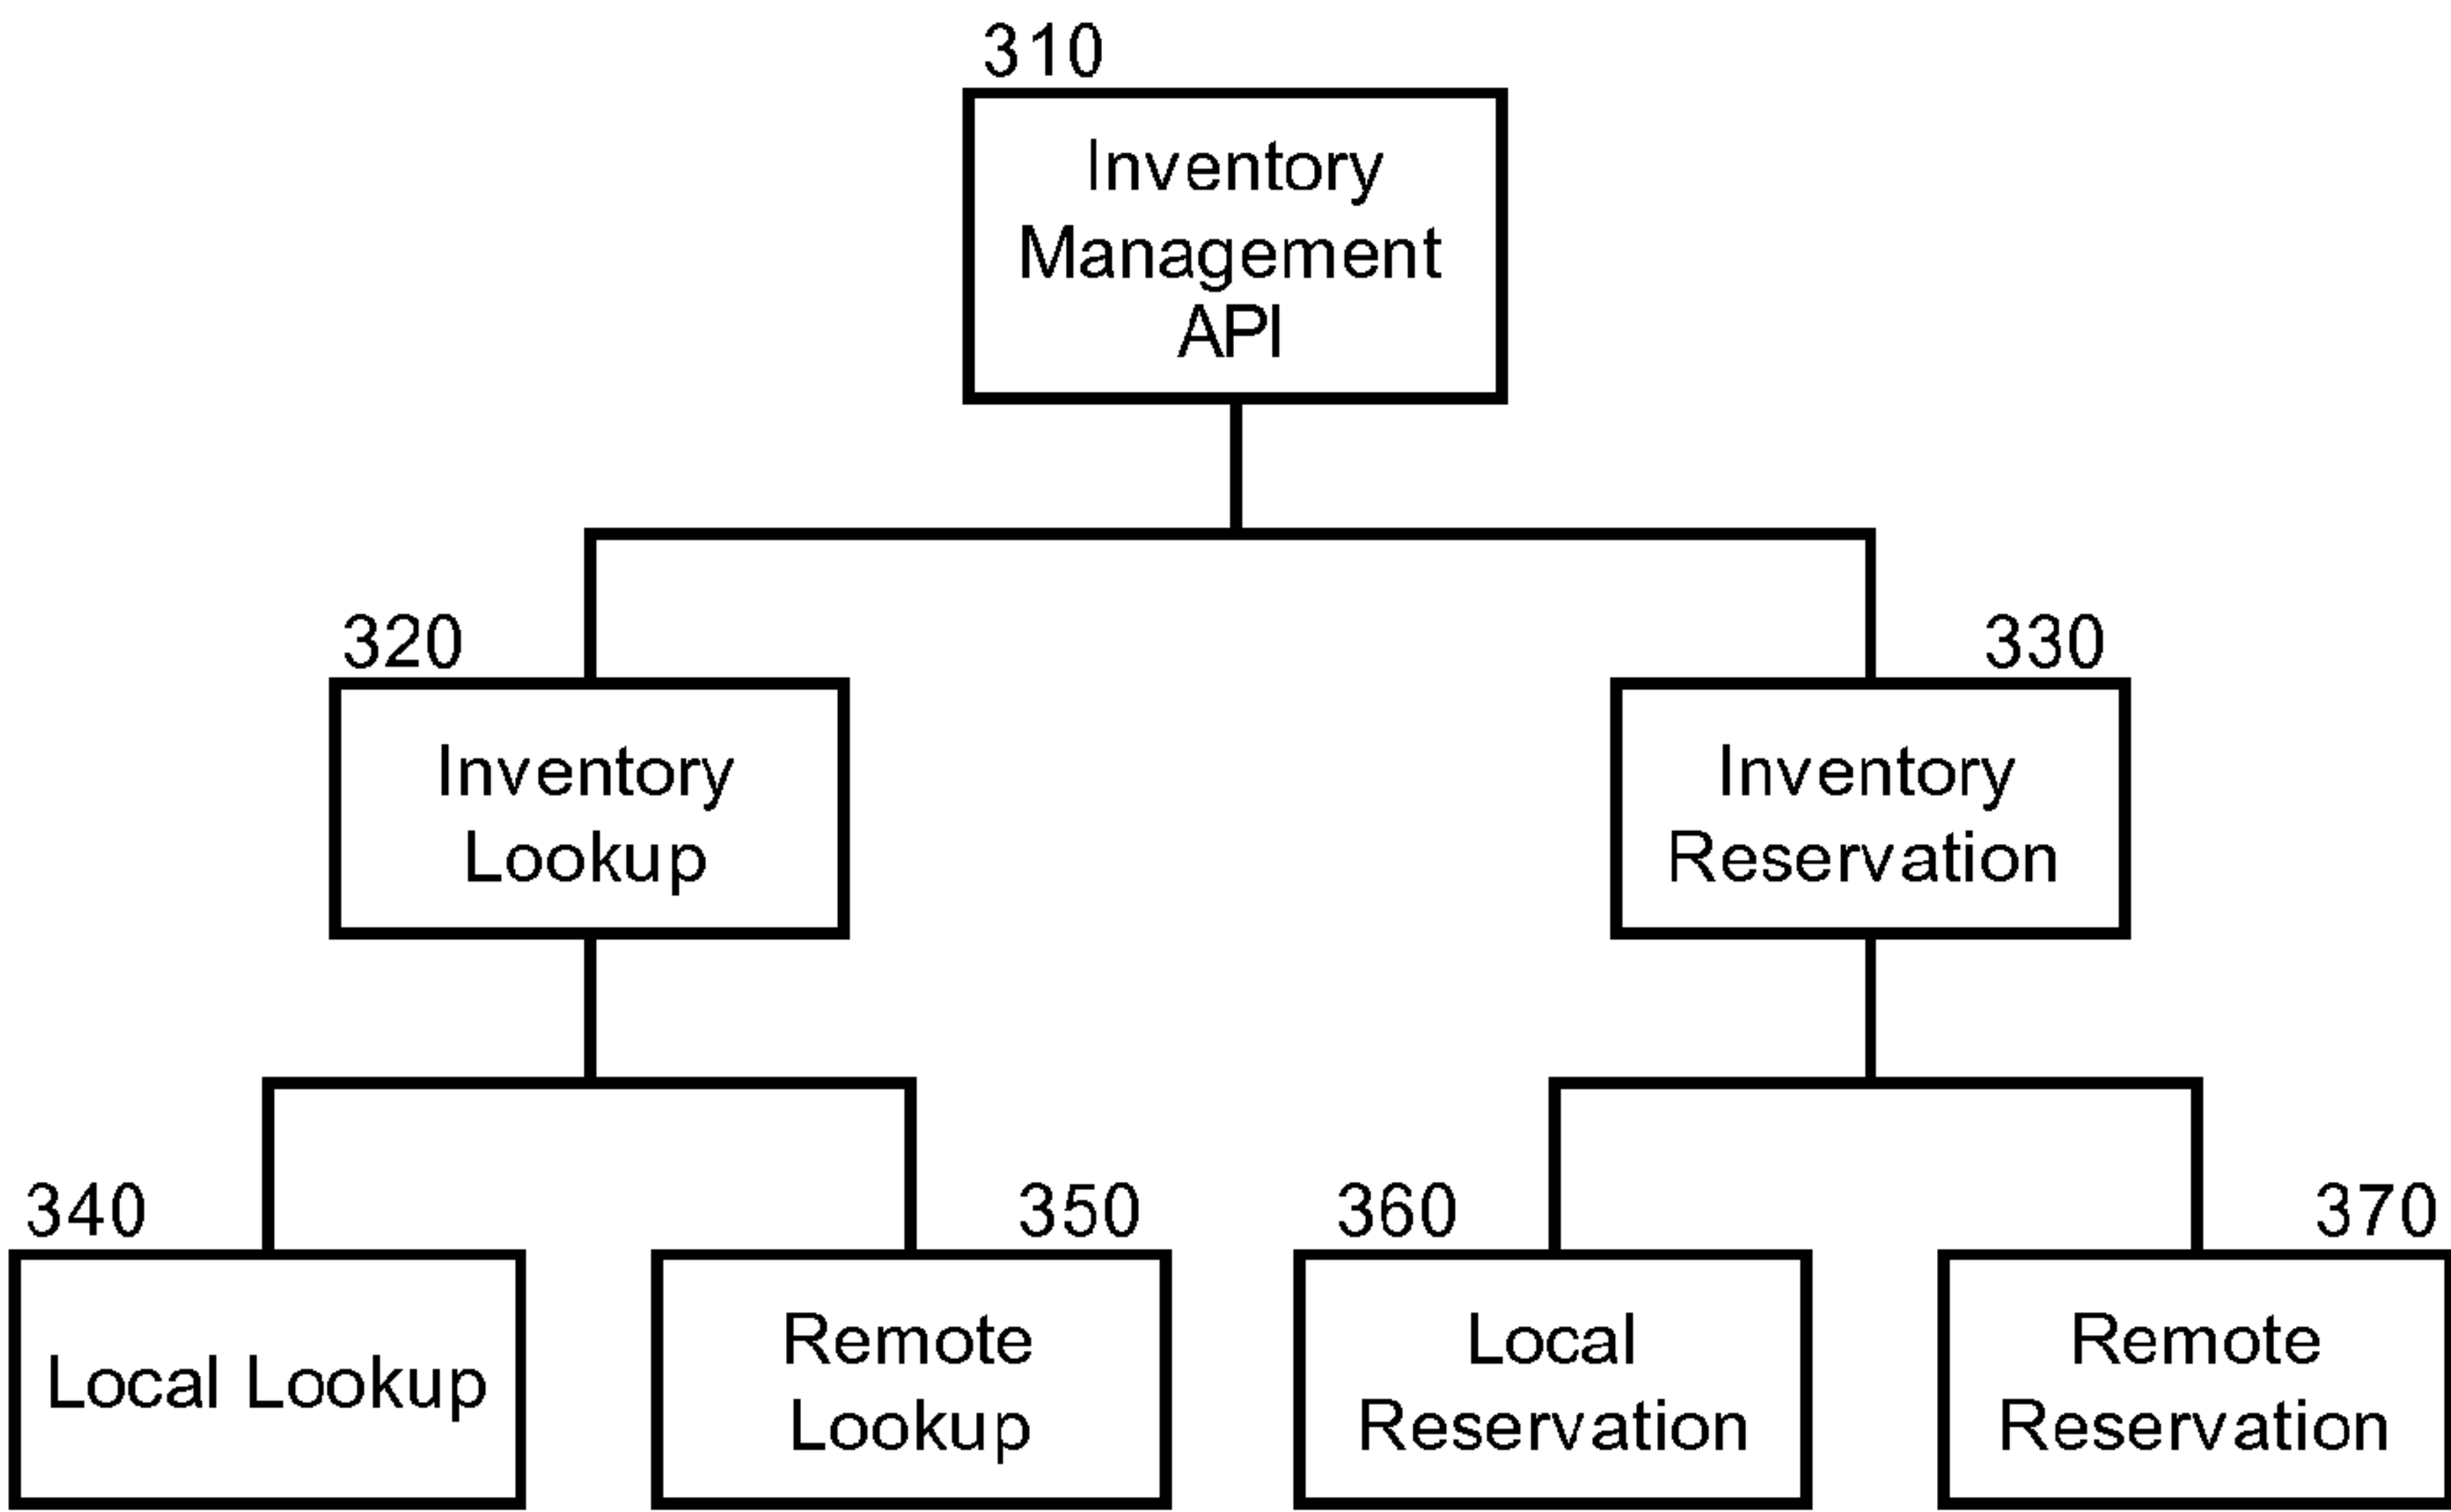 310
Inventory
Management
API
320
Inventory
Lookup
330
Inventory
Reservation
340
Local Lookup
350
Remote
Lookup
360
Local
Reservation
370
Remote
Reservation